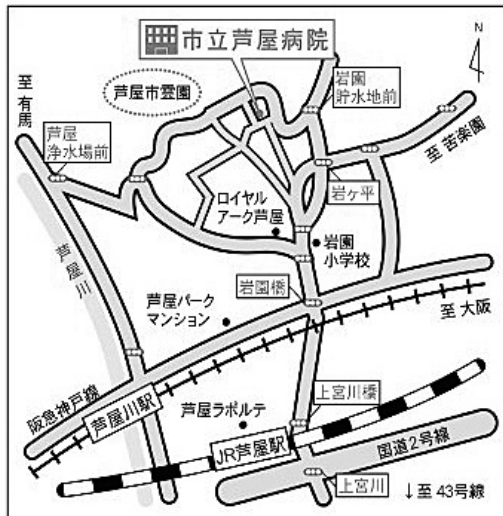 市立芦屋病院
N
至有馬
芦屋市霊園
岩園
貯水地前
芦屋
浄水場前
至苦楽園
ロイヤル
アーク芦屋
岩ヶ平
岩園
小学校
芦屋川
岩園橋
芦屋パーク
マンション
至大阪
阪急神戸線
芦屋川駅
芦屋ラポルテ
上宮川橋
JR芦屋駅
国道2号線
上宮川
↓至43号線